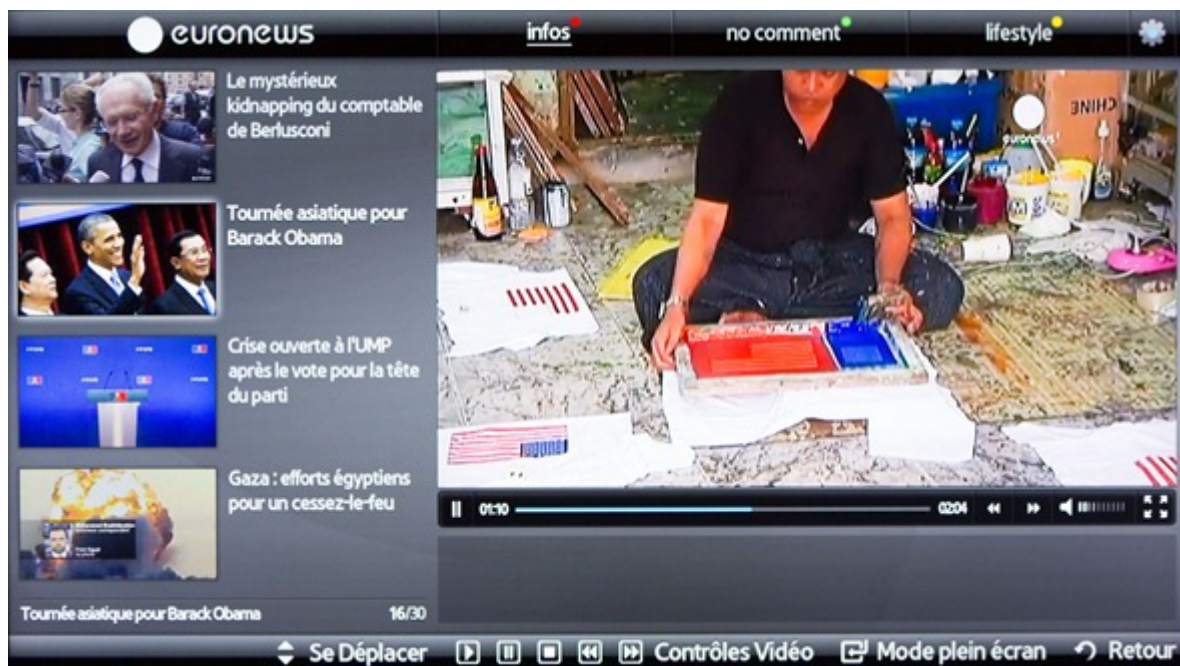 euronews
infos
no comment
lifestyle
Le mystérieux
kidnapping du comptable
de Berlusconi
Tournée asiatique pour
Barack Obama
Crise ouverte à l'UMP
après le vote pour la tête
du parti
Gaza : efforts égyptiens
pour un cessez-le-feu
Tournée asiatique pour Barack Obama 16/30
CHINE
euronews
01:10
02:04
Se Déplacer
Contrôles Vidéo
Mode plein écran
Retour